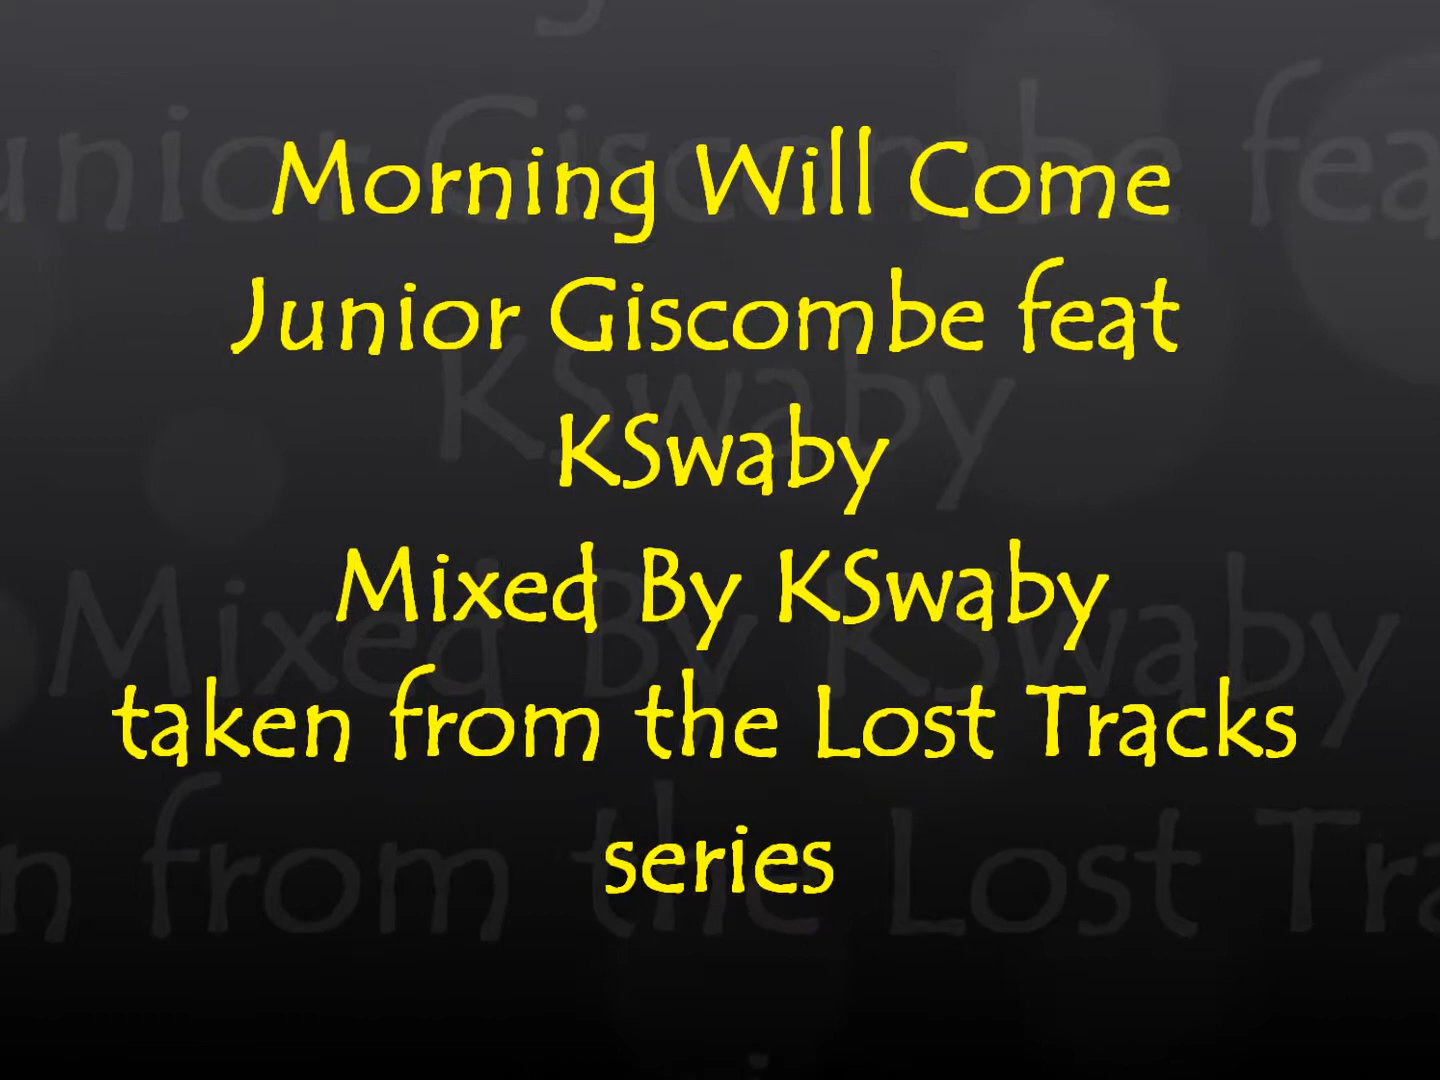 Morning Will Come
Junior Giscombe feat
KSwaby
Mixed By KSwaby
taken from the Lost Tracks
series